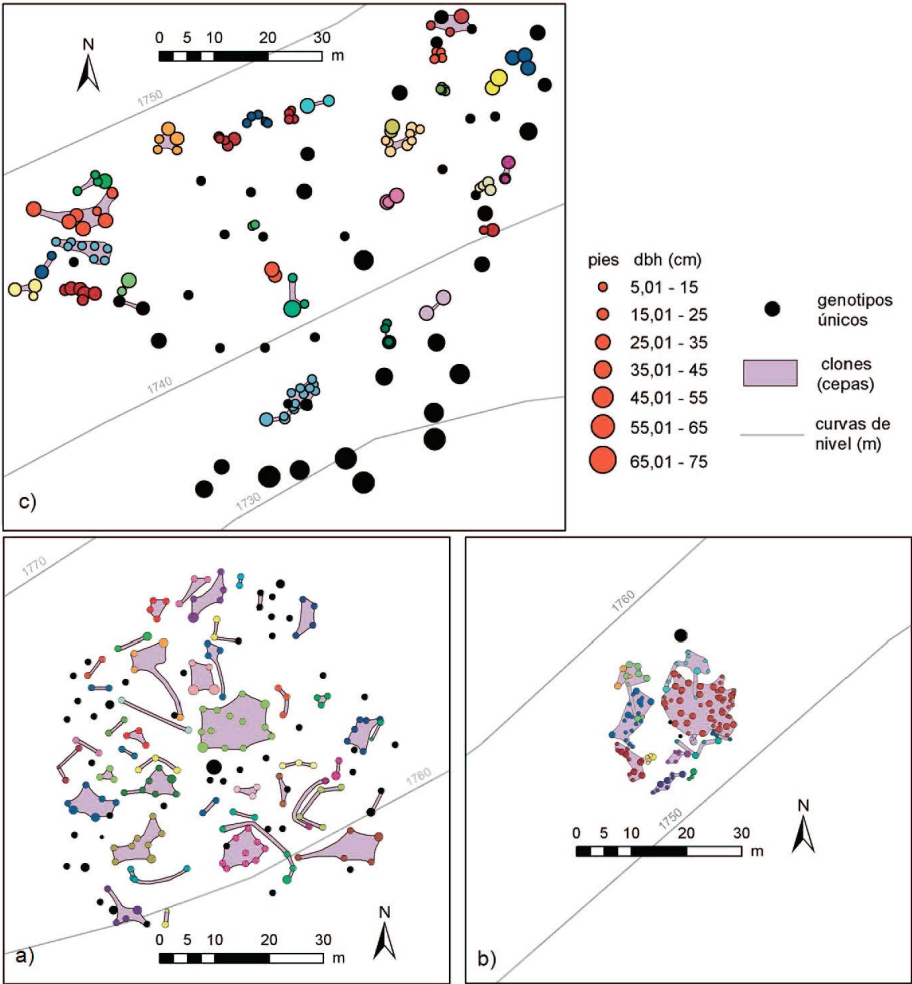 N
0 5 10 20 30
m
1750
1740
1730
c)
pies dbh (cm)
5,01 - 15
15,01 - 25
25,01 - 35
35,01 - 45
45,01 - 55
55,01 - 65
65,01 - 75
genotipos
únicos
clones
(cepas)
curvas de
nivel (m)
1770
1760
N
0 5 10 20 30
m
a)
1760
1750
N
0 5 10 20 30
m
b)